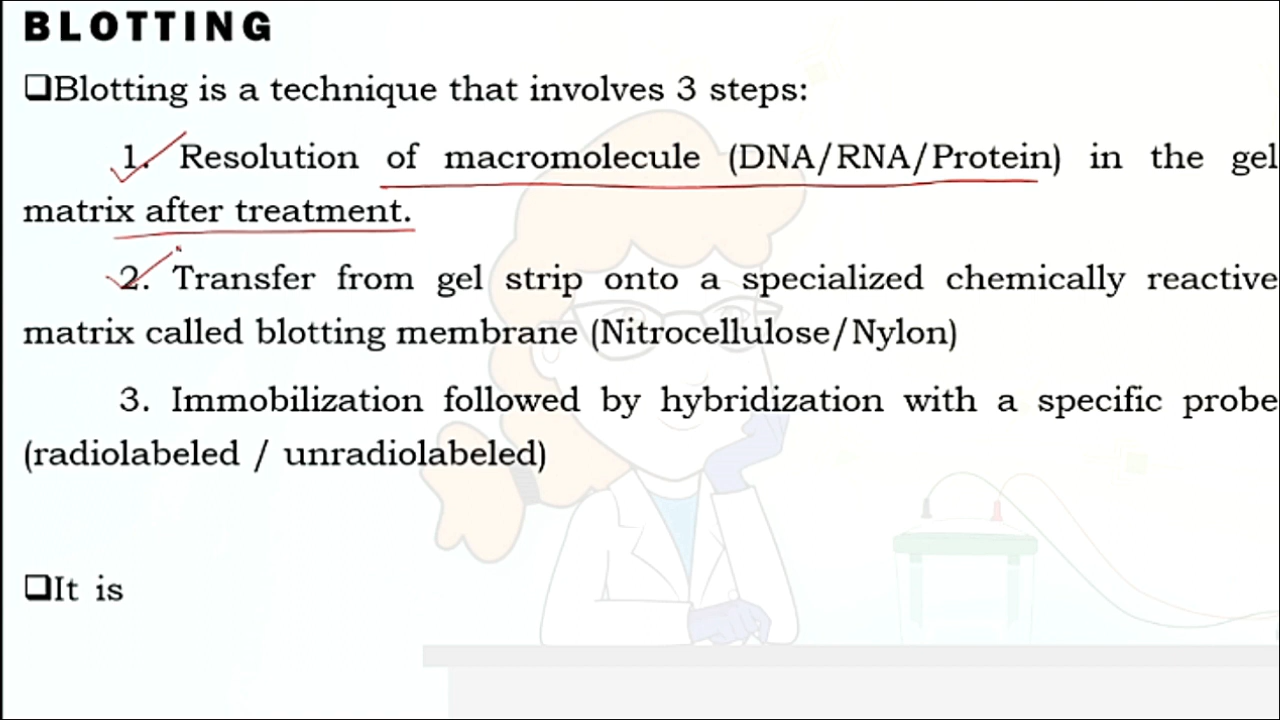 BLOTTING
❑Blotting is a technique that involves 3 steps:
1. Resolution of macromolecule (DNA/RNA/Protein) in the gel
matrix after treatment.
2. Transfer from gel strip onto a specialized chemically reactive
matrix called blotting membrane (Nitrocellulose/Nylon)
3. Immobilization followed by hybridization with a specific probe
(radiolabeled / unradiolabeled)
❑It is